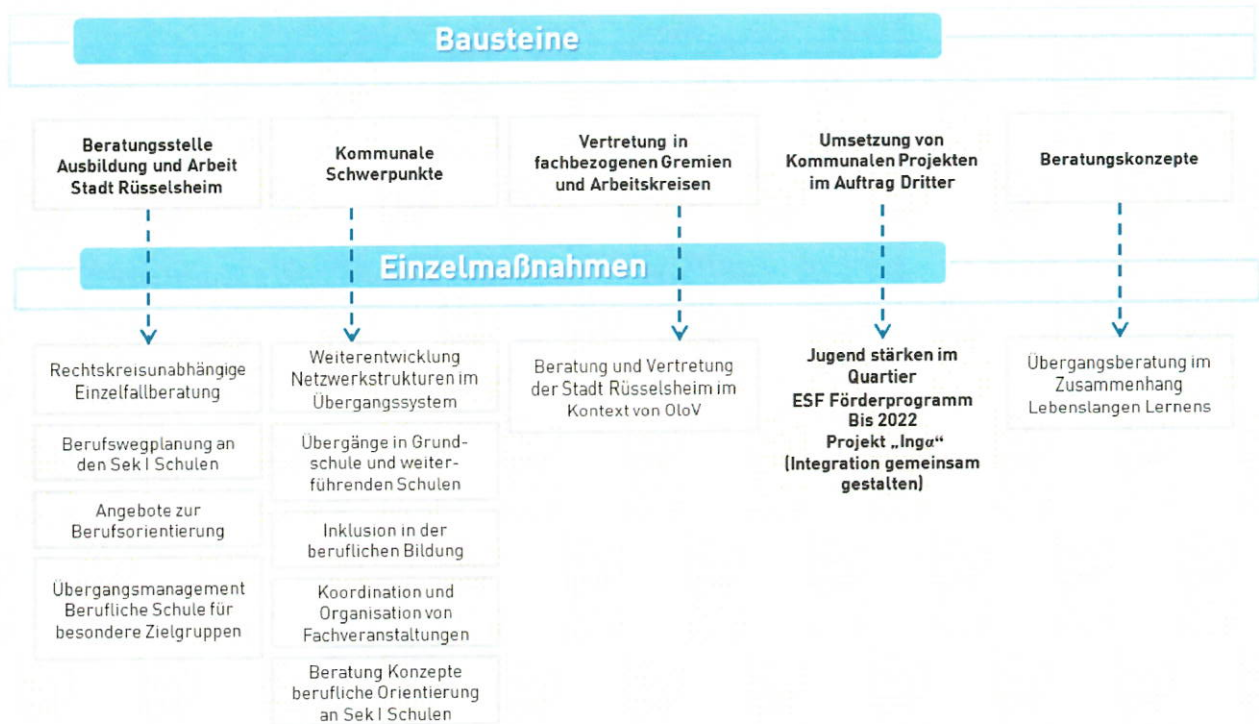 Bausteine
Beratungsstelle
Ausbildung und Arbeit
Stadt Rüsselsheim
Kommunale
Schwerpunkte
Vertretung in
fachbezogenen Gremien
und Arbeitskreisen
Umsetzung von
Kommunalen Projekten
im Auftrag Dritter
Beratungskonzepte
Einzelmaßnahmen
Rechtskreisunabhängige
Einzelfallberatung
Berufswegplanung an
den Sek I Schulen
Angebote zur
Berufsorientierung
Übergangsmanagement
Berufliche Schule für
besondere Zielgruppen
Weiterentwicklung
Netzwerkstrukturen im
Übergangssystem
Übergänge in Grund-
schule und weiter-
führenden Schulen
Inklusion in der
beruflichen Bildung
Koordination und
Organisation von
Fachveranstaltungen
Beratung Konzepte
berufliche Orientierung
an Sek I Schulen
Beratung und Vertretung
der Stadt Rüsselsheim im
Kontext von OloV
Jugend stärken im
Quartier
ESF Förderprogramm
Bis 2022
Projekt „Ingα“
(Integration gemeinsam
gestalten)
Übergangsberatung im
Zusammenhang
Lebenslangen Lernens